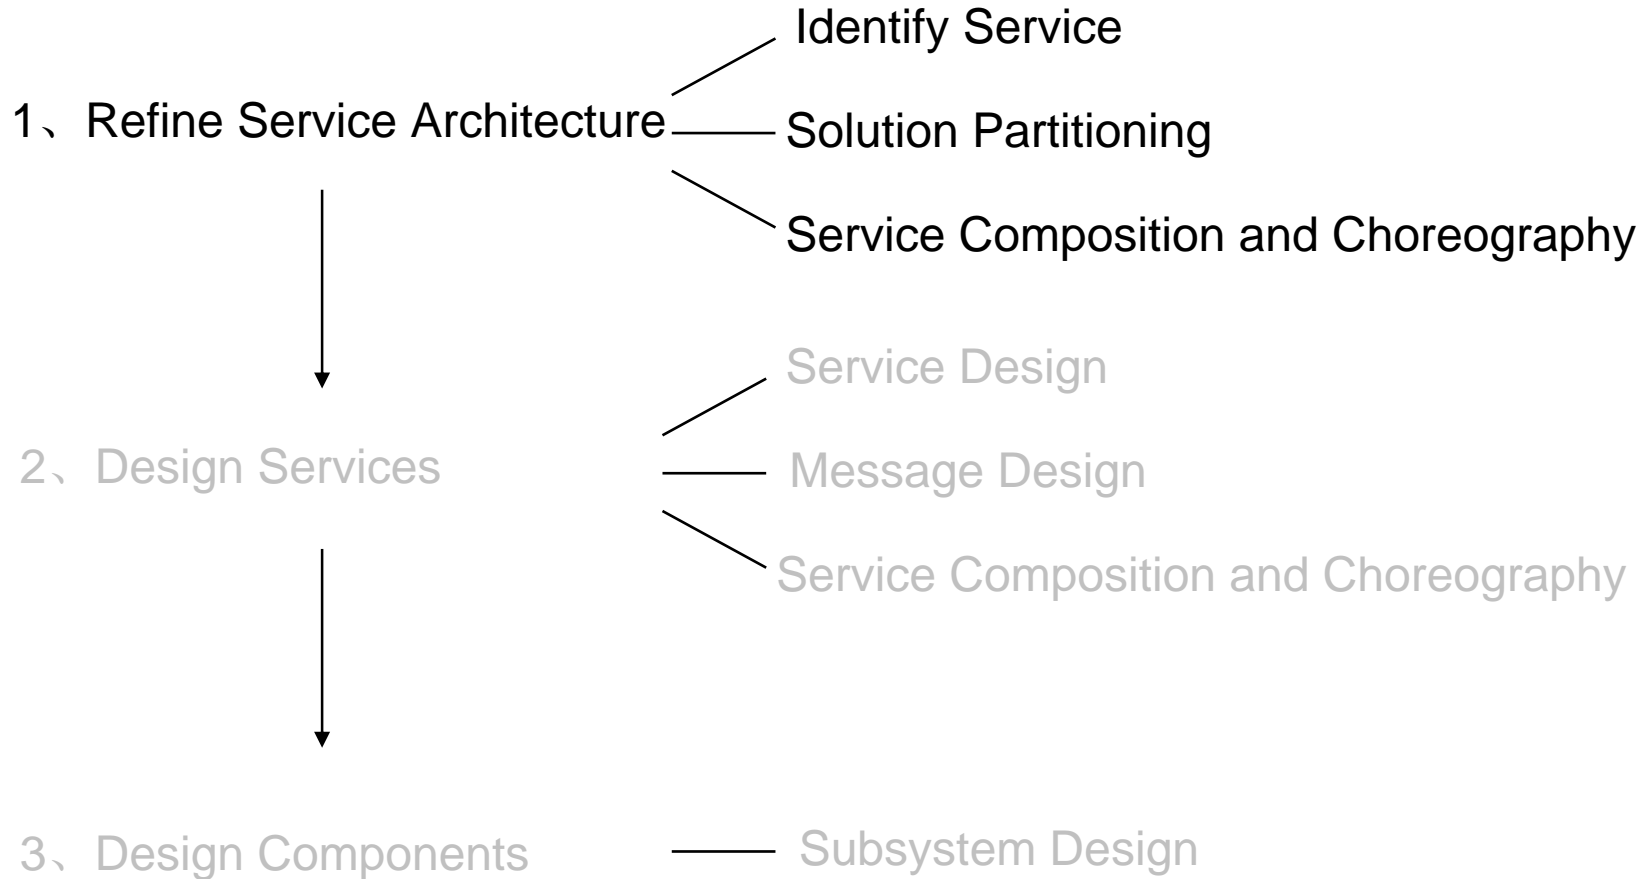 Identify Service
1、Refine Service Architecture
Solution Partitioning
Service Composition and Choreography
Service Design
2、Design Services
Message Design
Service Composition and Choreography
3、Design Components
Subsystem Design